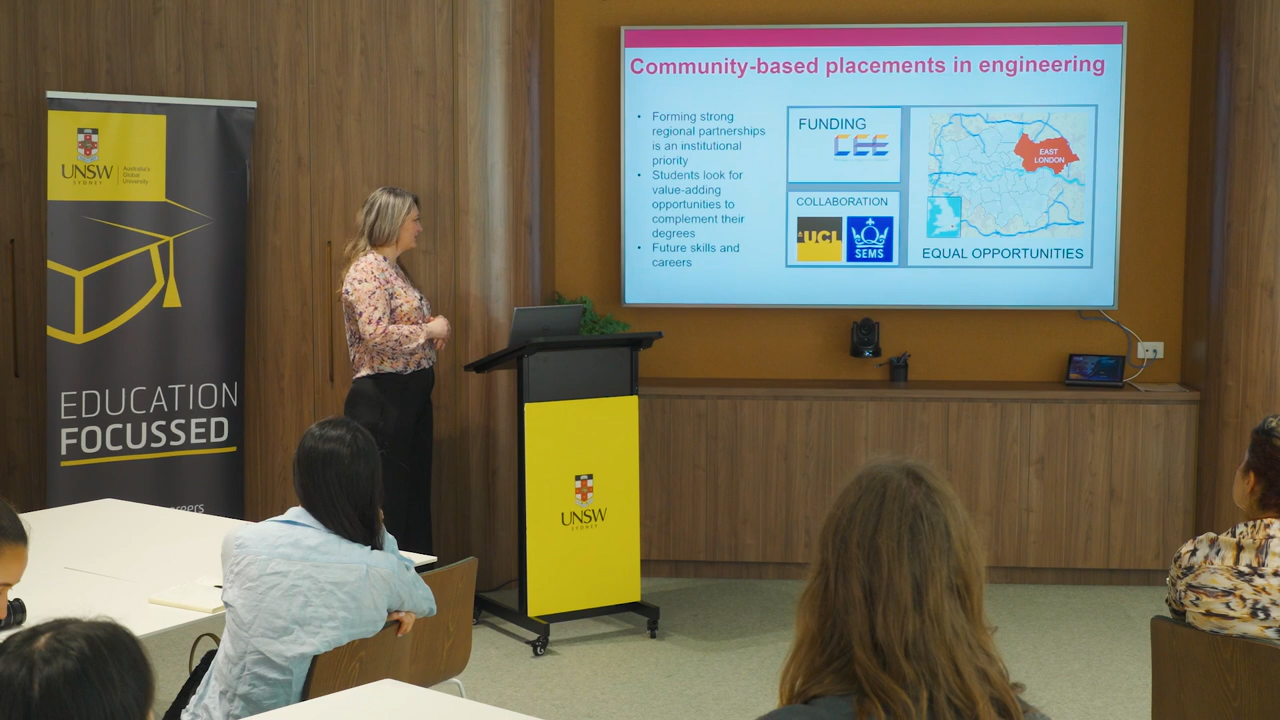 UNSW
SYDNEY
Australia's
Global
University
EDUCATION
FOCUSSED
Community-based placements in engineering
• Forming strong
regional partnerships
is an institutional
priority
• Students look for
value-adding
opportunities to
complement their
degrees
• Future skills and
careers
FUNDING
CEE
COLLABORATION
UCL
SEMS
EAST
LONDON
EQUAL OPPORTUNITIES
UNSW
SYDNEY